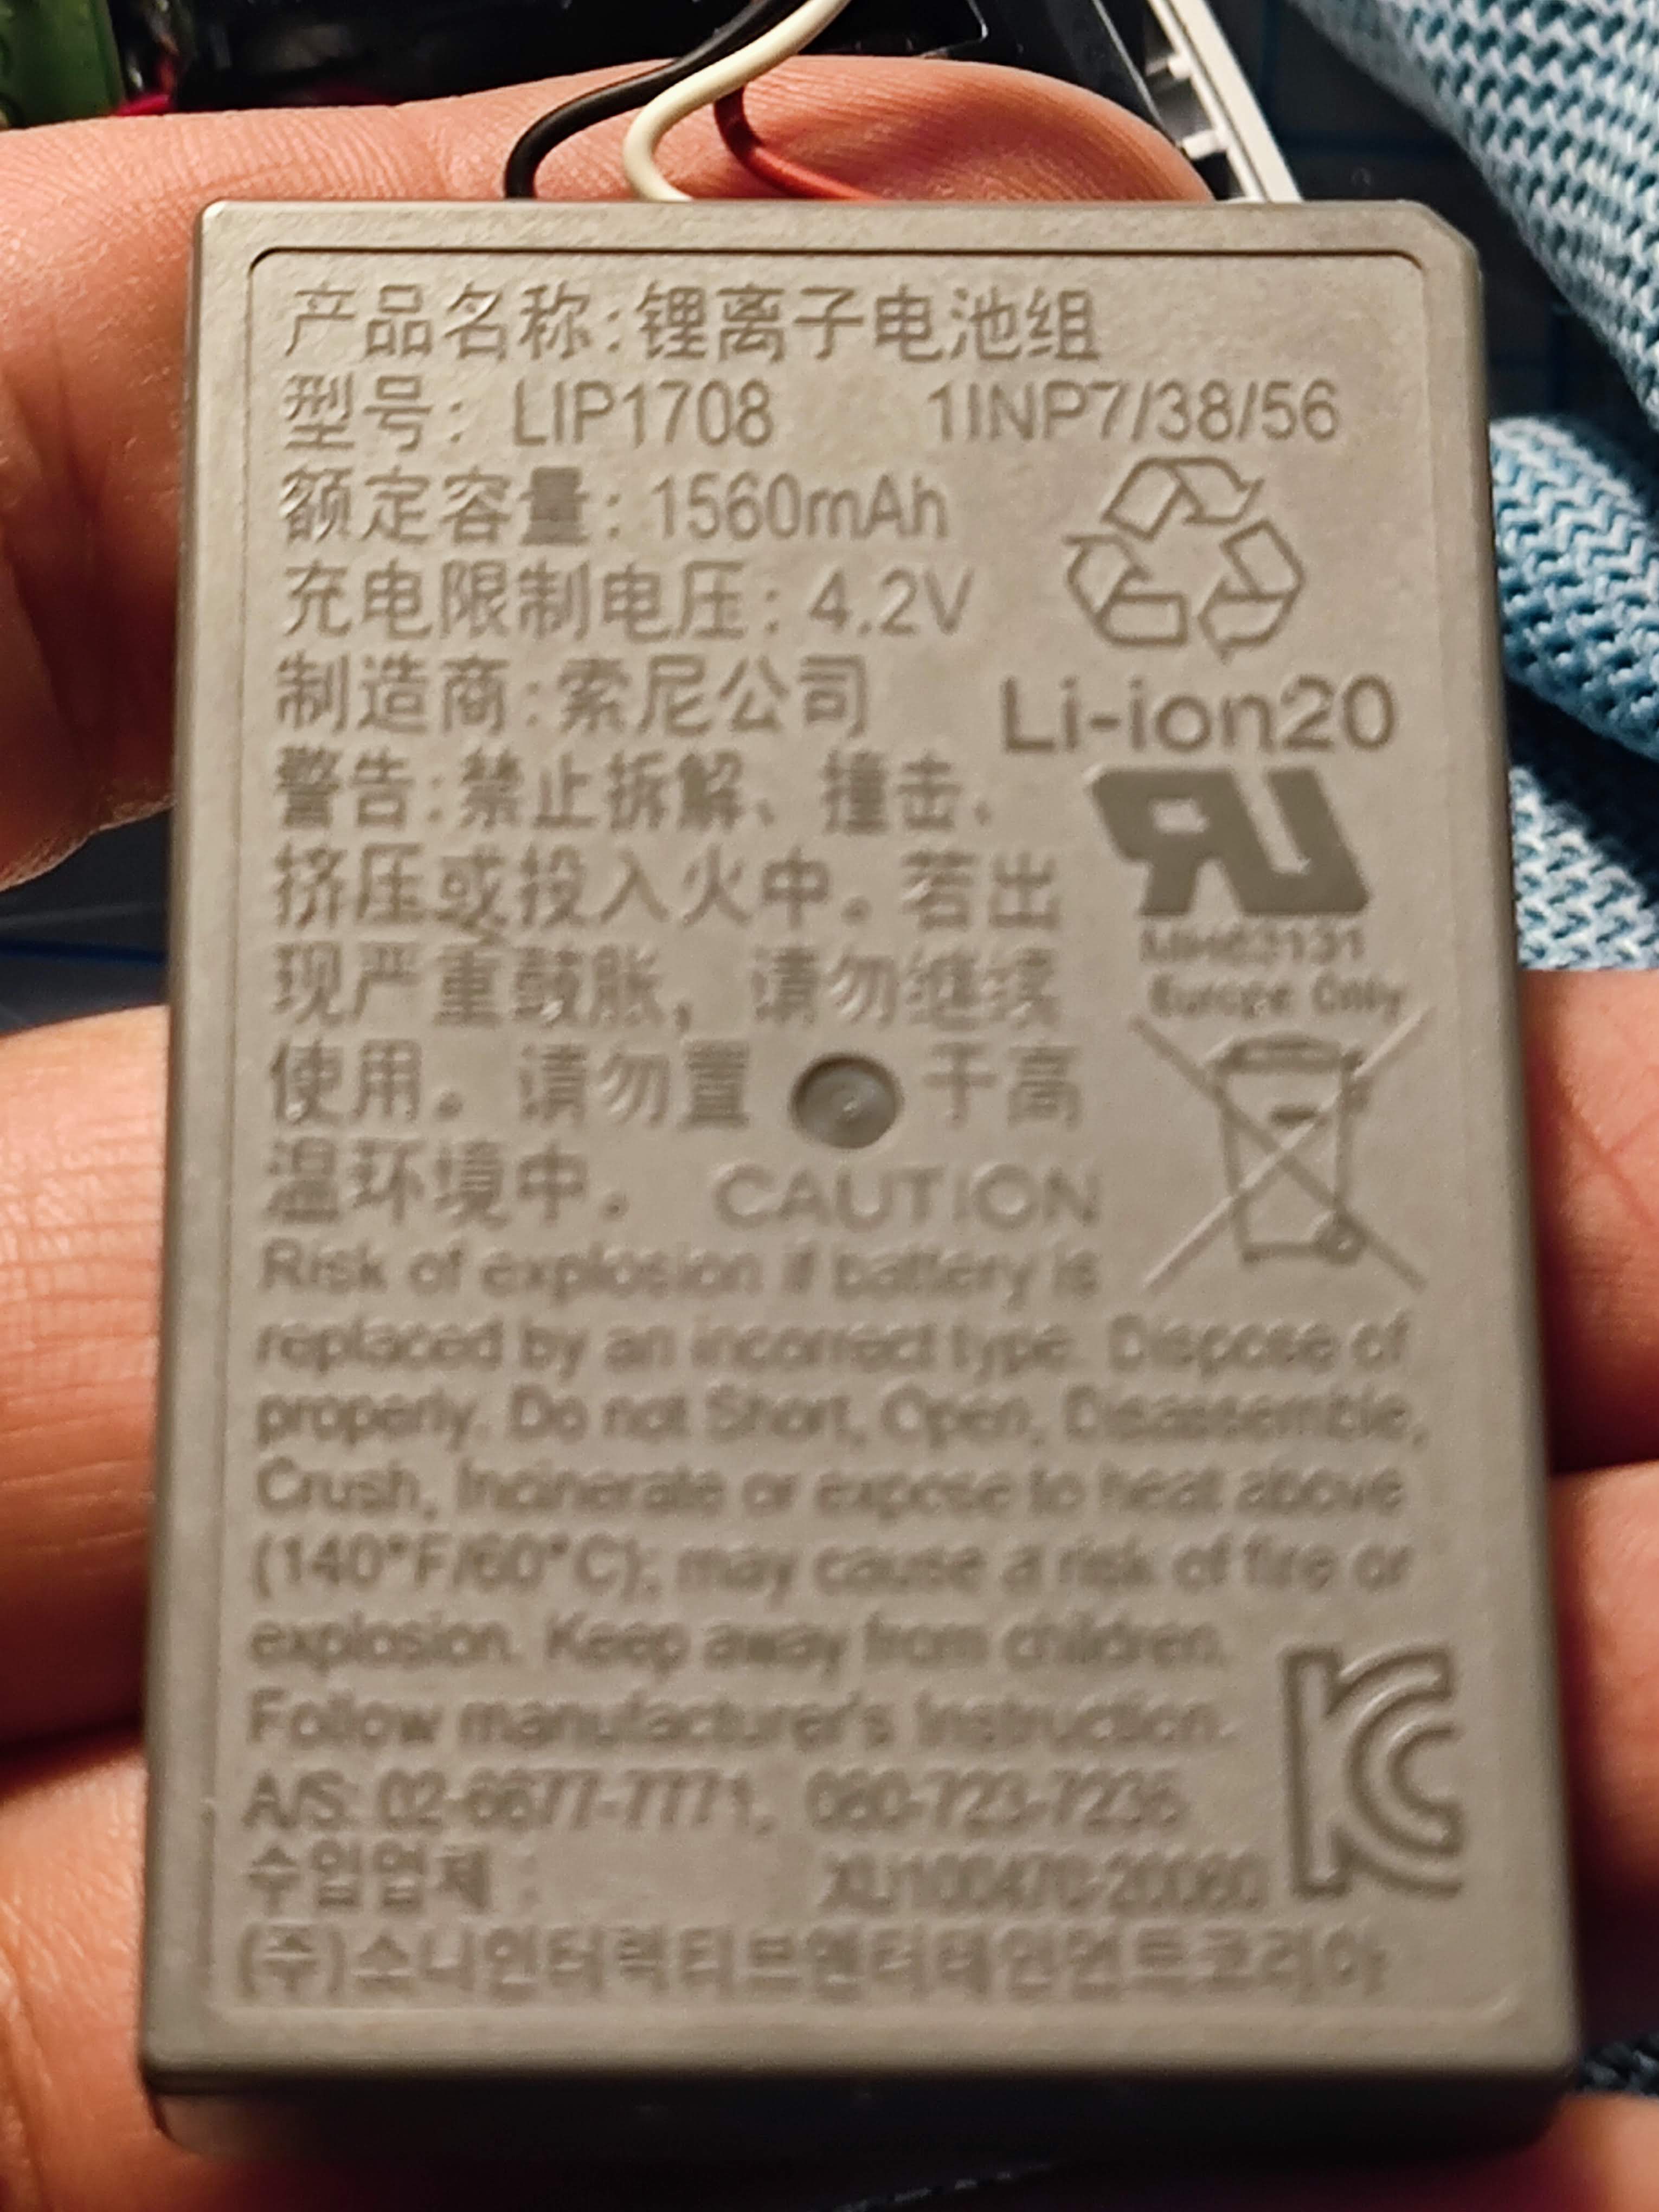 产品名称:锂离子电池组
型号: LIP1708 1INP7/38/56
额定容量: 1560mAh
充电限制电压: 4.2V
制造商:索尼公司
Li-ion20
警告:禁止拆解、撞击、
挤压或投入火中。若出
现严重鼓胀, 请勿继续
使用。请勿置于高
温环境中。
Europe Only
CAUTION
Risk of explosion if battery is
replaced by an incorrect type. Dispose of
properly. Do not Short, Open, Disassemble,
Crush, Incinerate or expose to heat above
(140°F/60°C); may cause a risk of fire or
explosion. Keep away from children.
Follow manufacturer's Instruction.
A/S: 02-6677-7771, 080-723-7236
수입업체 :
(주)소니인터랙티브엔터테인먼트코리아